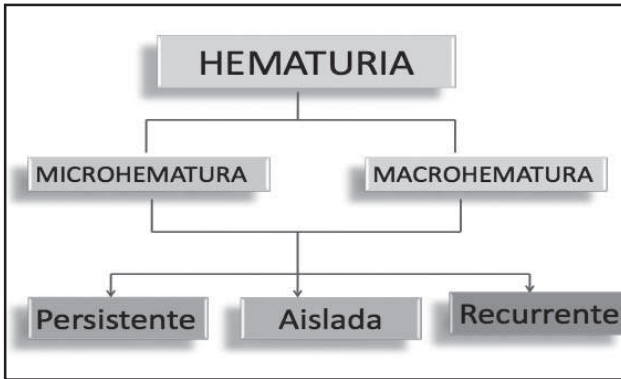 HEMATURIA
MICROHEMATURA
MACROHEMATURA
Persistente
Aislada
Recurrente